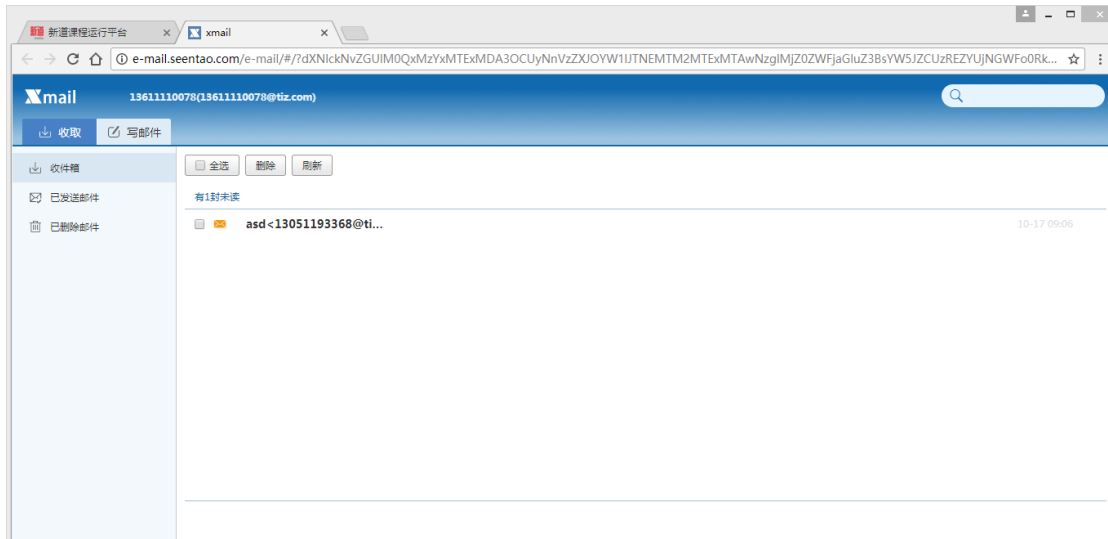 新道课程运行平台
xmail
e-mail.seentao.com/e-mail/#/?dXNlckNvZGUlM0QxMzYxMTExMDA3OCUyNnVzZXJOYW1lJTNEMTM2MTExMTAwNzglMjZ0ZWFjaGluZ3BsYW5JZCUzREZYUjNGWFo0Rk...
Xmail
13611110078(13611110078@tiz.com)
收取
写邮件
收件箱
全选
删除
刷新
已发送邮件
有1封未读
已删除邮件
asd<13051193368@ti...
10-17 09:06